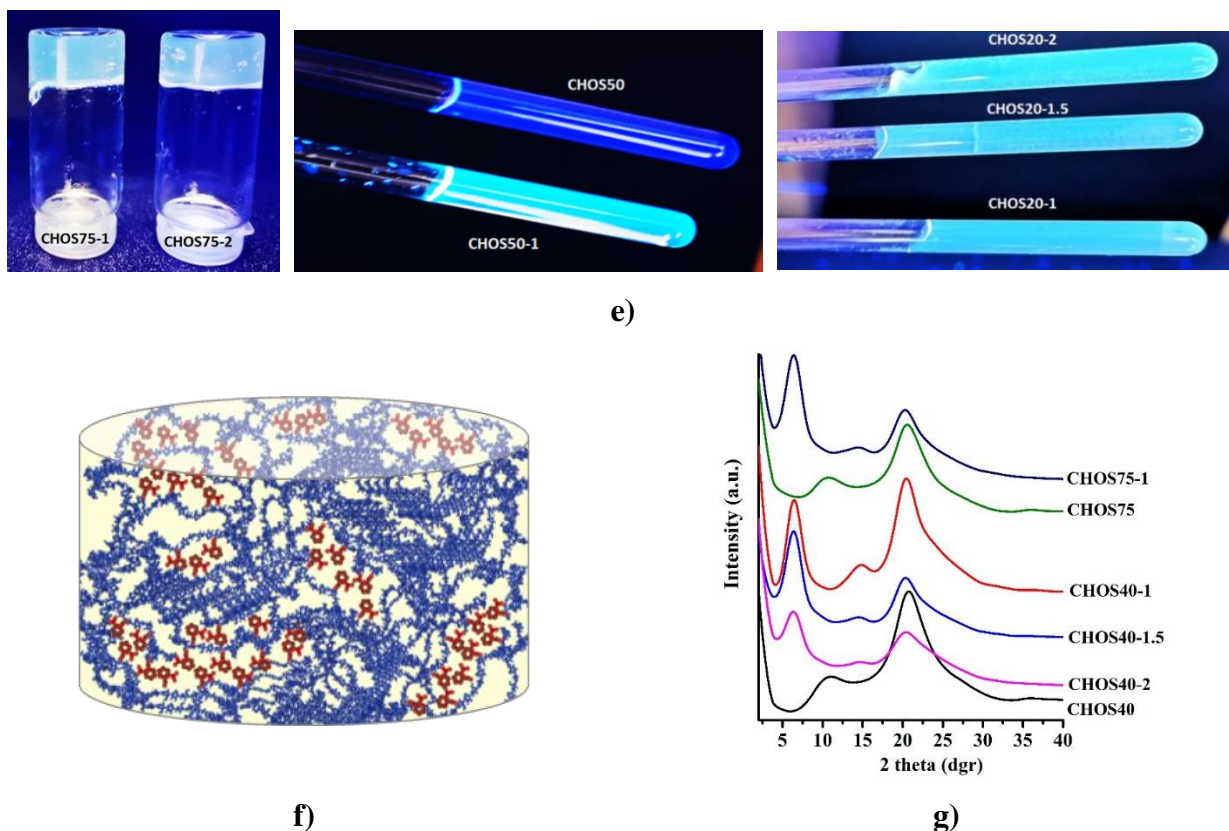 CHOS75-1
CHOS75-2
CHOS50
CHOS50-1
CHOS20-2
CHOS20-1.5
CHOS20-1
e)
Intensity (a.u.)
CHOS75-1
CHOS75
CHOS40-1
CHOS40-1.5
CHOS40-2
CHOS40
5 10 15 20 25 30 35 40
2 theta (dgr)
f) g)